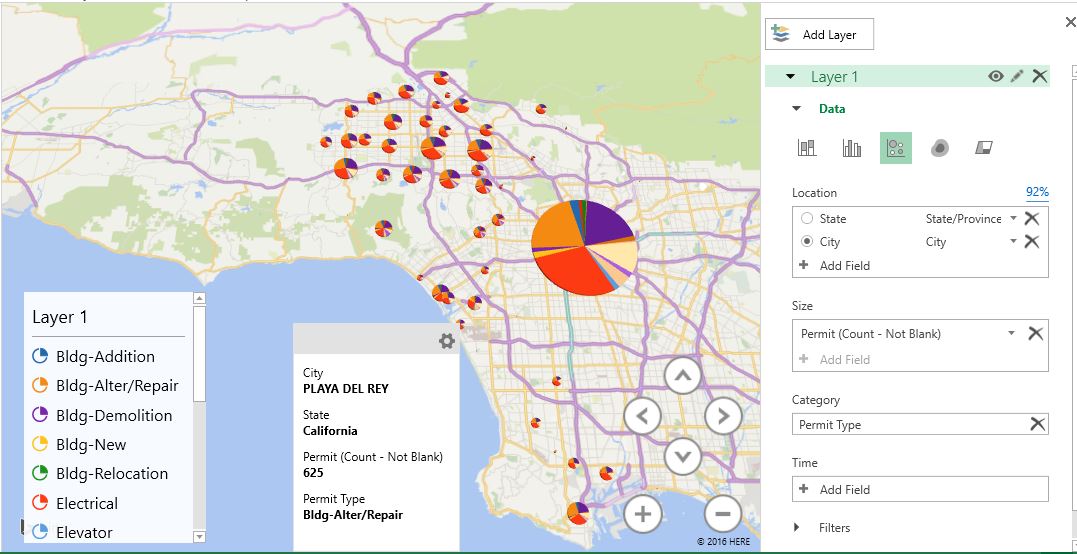 Add Layer
Layer 1
Data
Location
92%
State
State/Province
City
City
Add Field
Size
Permit (Count - Not Blank)
Add Field
Category
Permit Type
Time
Add Field
Filters
Layer 1
Bldg-Addition
Bldg-Alter/Repair
Bldg-Demolition
Bldg-New
Bldg-Relocation
Electrical
Elevator
City
PLAYA DEL REY
State
California
Permit (Count - Not Blank)
625
Permit Type
Bldg-Alter/Repair
© 2016 HERE